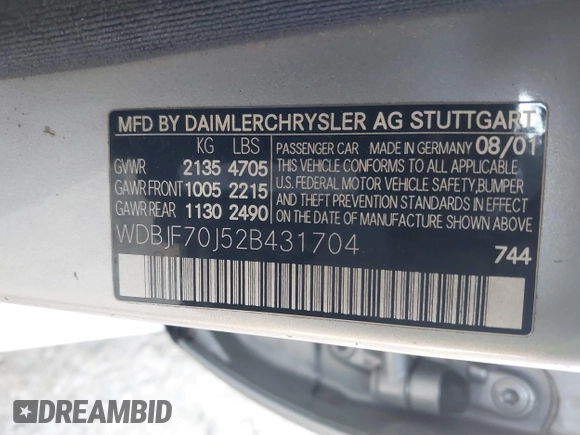 MFD BY DAIMLERCHRYSLER AG STUTTGART
KG LBS
GVWR 2135 4705
GAWR FRONT 1005 2215
GAWR REAR 1130 2490
PASSENGER CAR MADE IN GERMANY 08/01
THIS VEHICLE CONFORMS TO ALL APPLICABLE
U.S. FEDERAL MOTOR VEHICLE SAFETY, BUMPER
AND THEFT PREVENTION STANDARDS IN EFFECT
ON THE DATE OF MANUFACTURE SHOWN ABOVE
WDBJF70J52B431704
744
DREAMBID